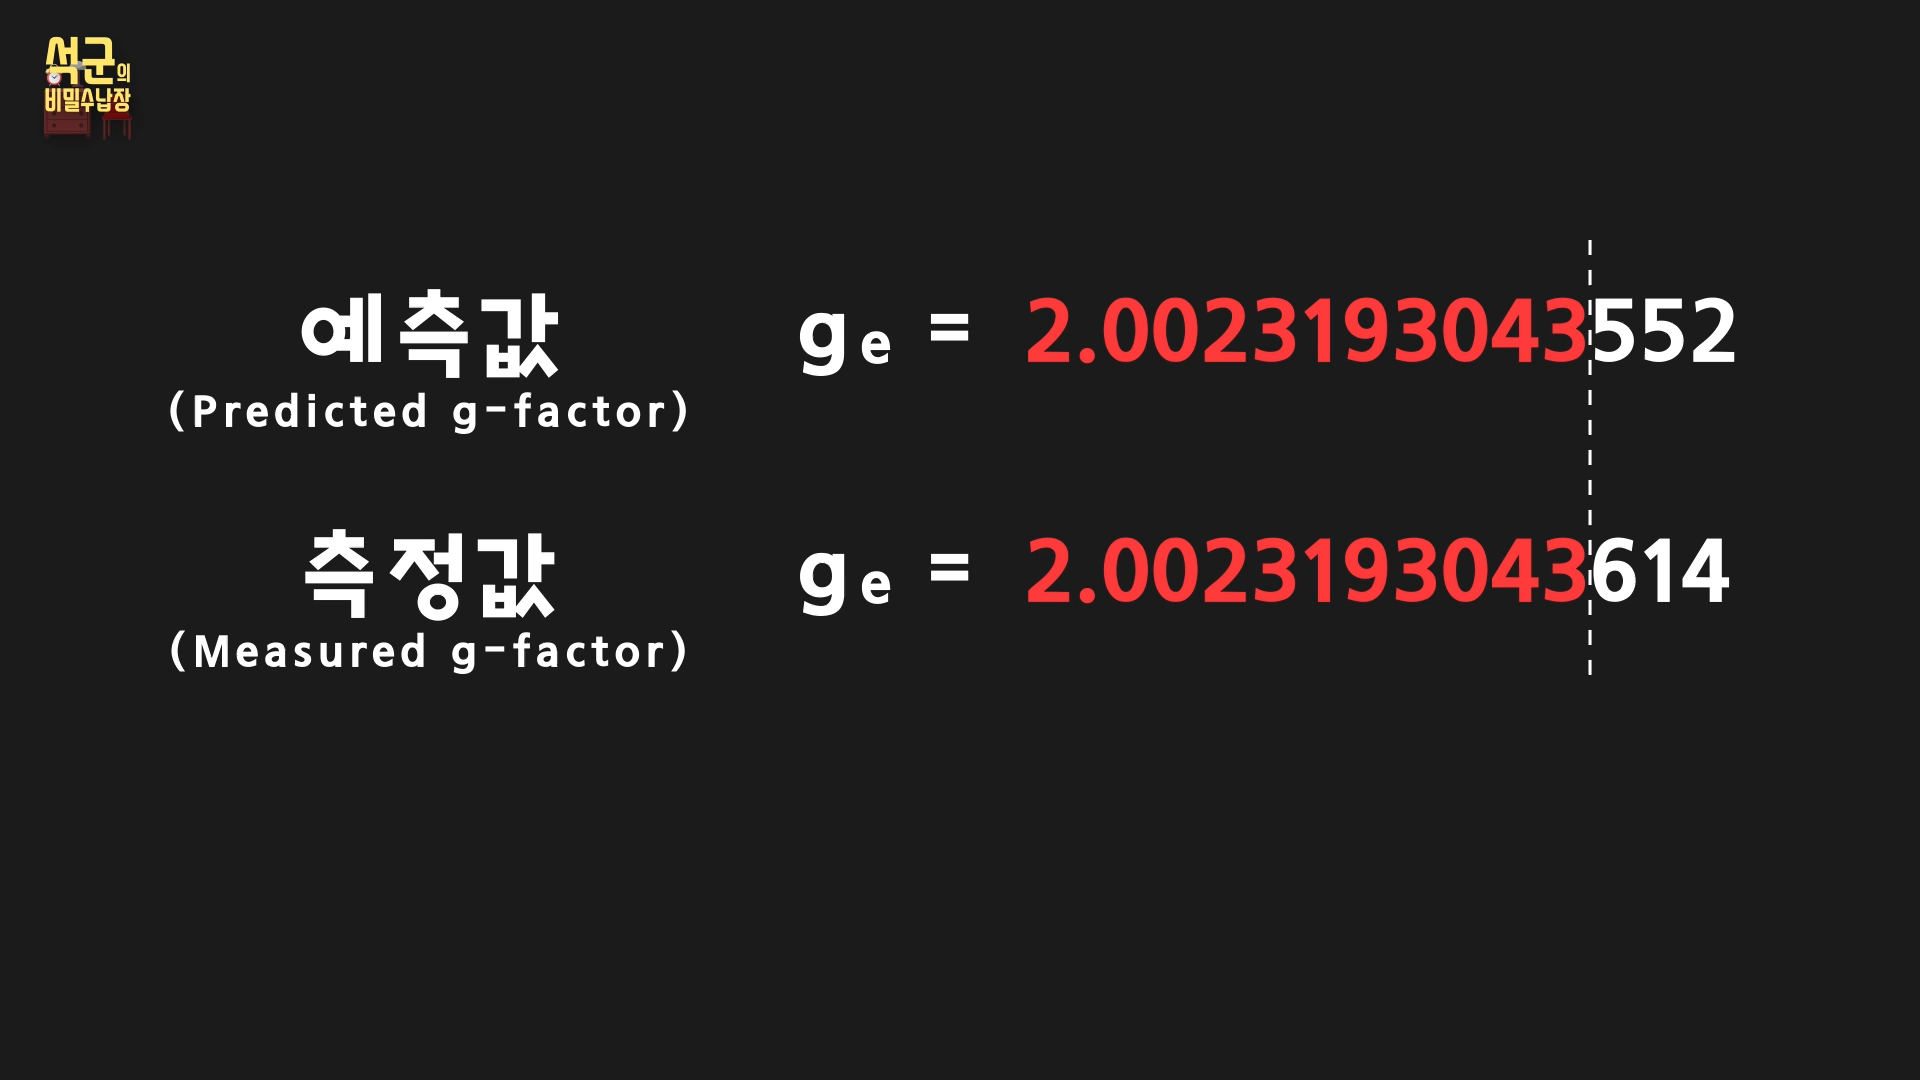 석군의
비밀수납장
예측값 ge = 2.0023193043552
(Predicted g-factor)
측정값 ge = 2.0023193043614
(Measured g-factor)